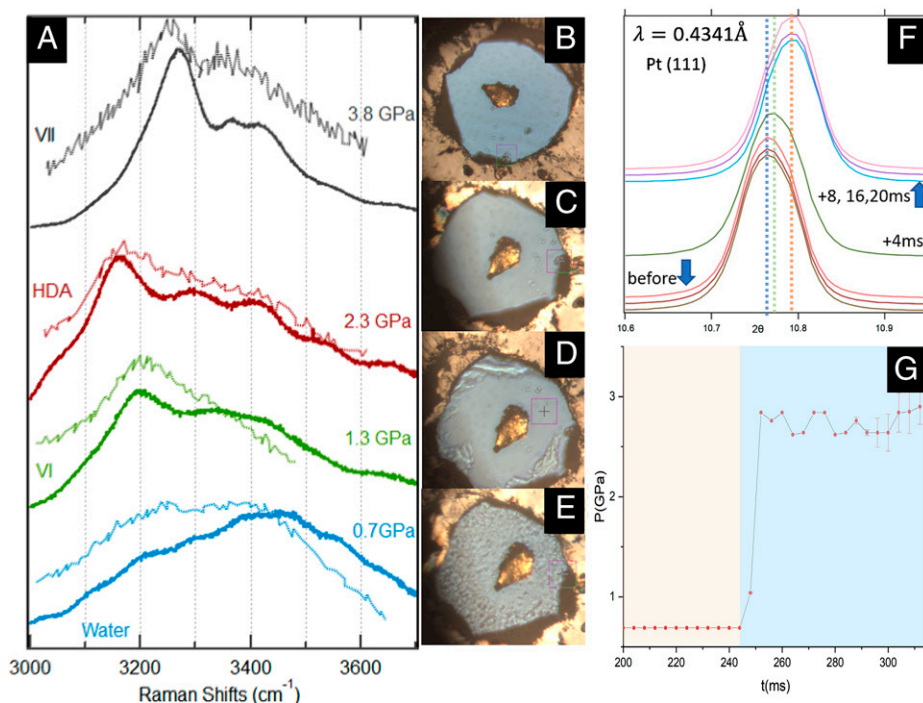 A
VII
3.8 GPa
HDA
2.3 GPa
1.3 GPa
VI
0.7GPa
Water
3000 3200 3400 3600
Raman Shifts (cm⁻¹)
B
C
D
E
F
λ = 0.4341Å
Pt (111)
+8, 16,20ms
+4ms
before
10.6 10.7 2θ 10.8 10.9
G
3
2
1
P(GPa)
200 220 240 260 280 300
t(ms)